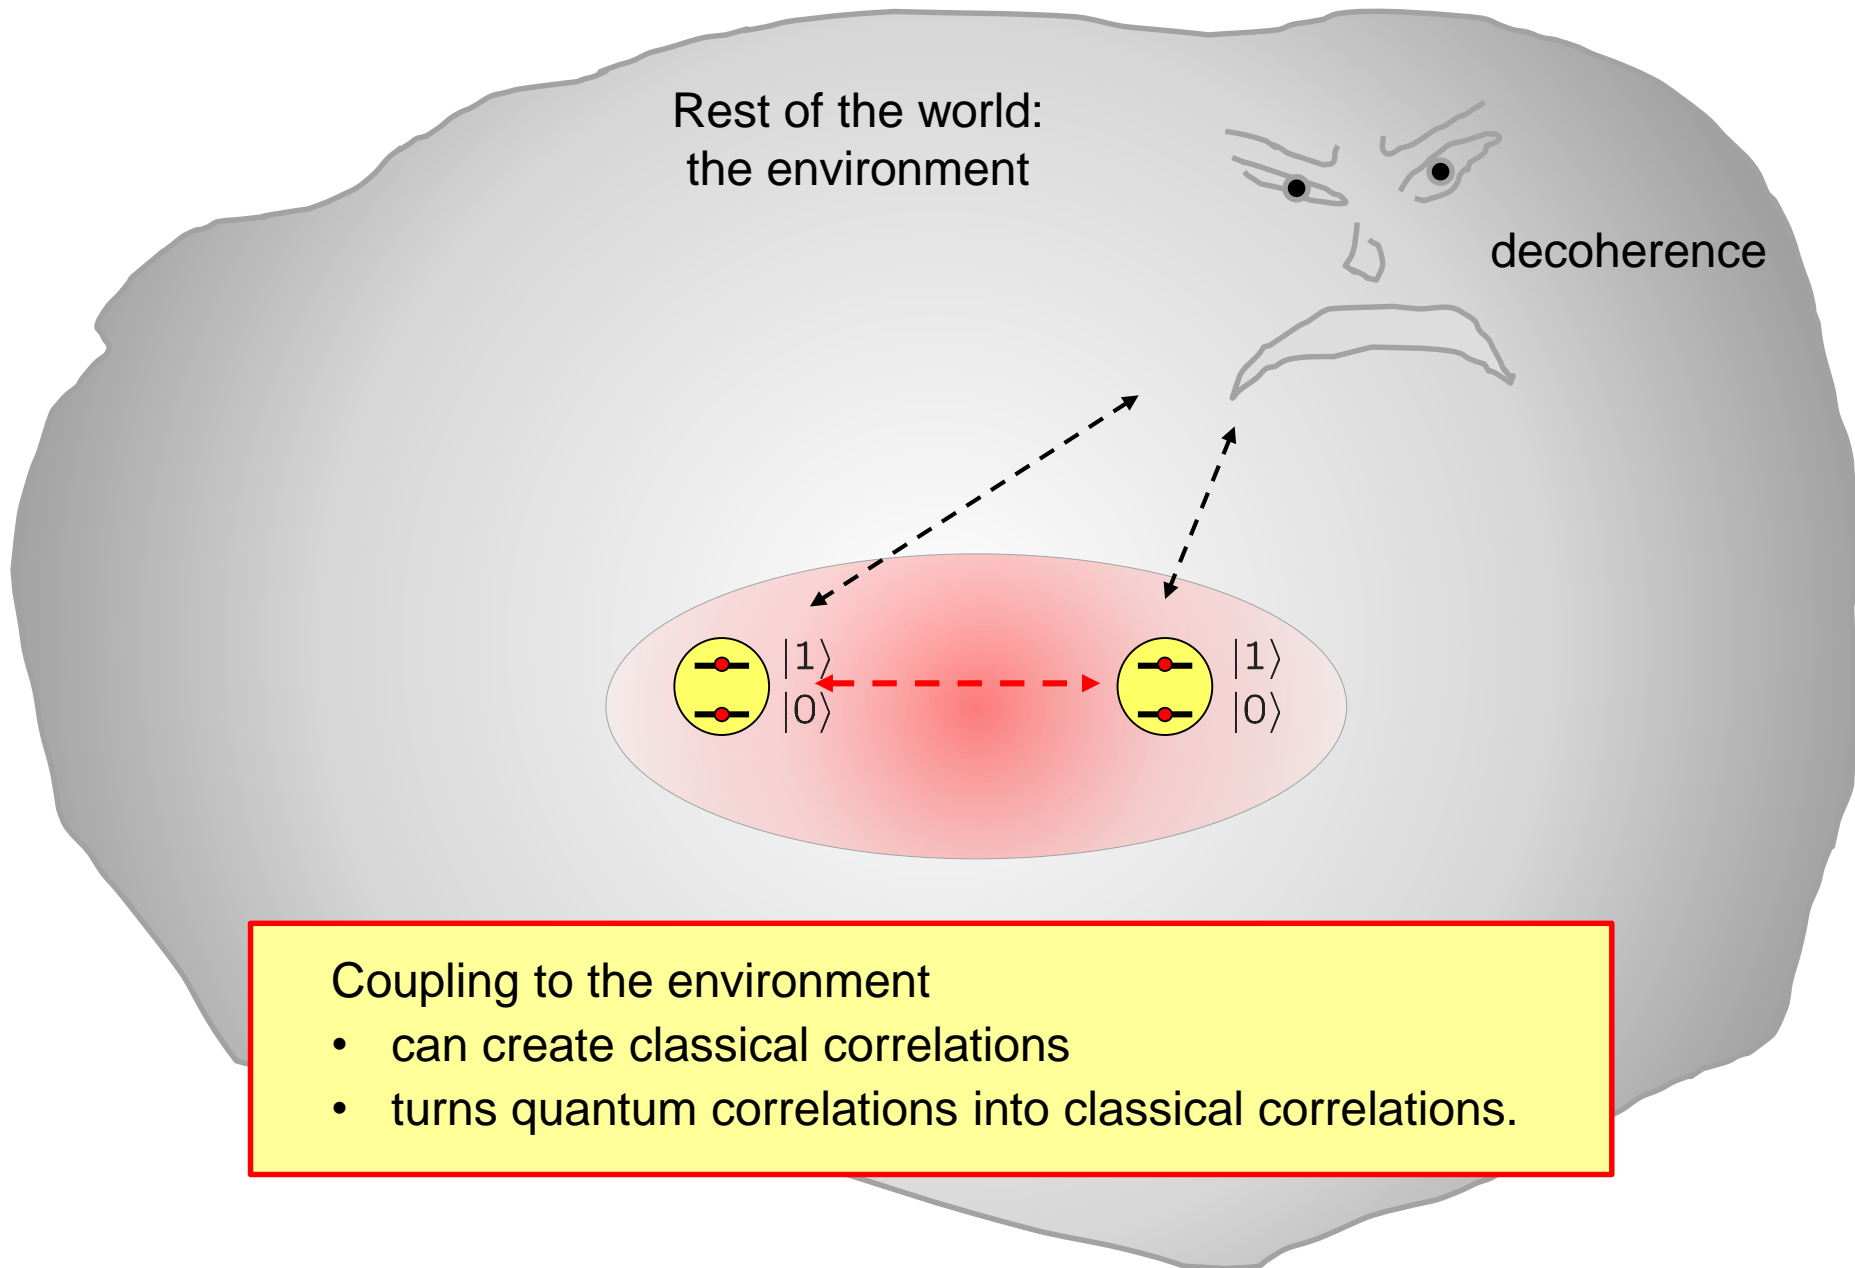 Rest of the world:
the environment
decoherence
|1⟩
|0⟩
|1⟩
|0⟩
Coupling to the environment
• can create classical correlations
• turns quantum correlations into classical correlations.